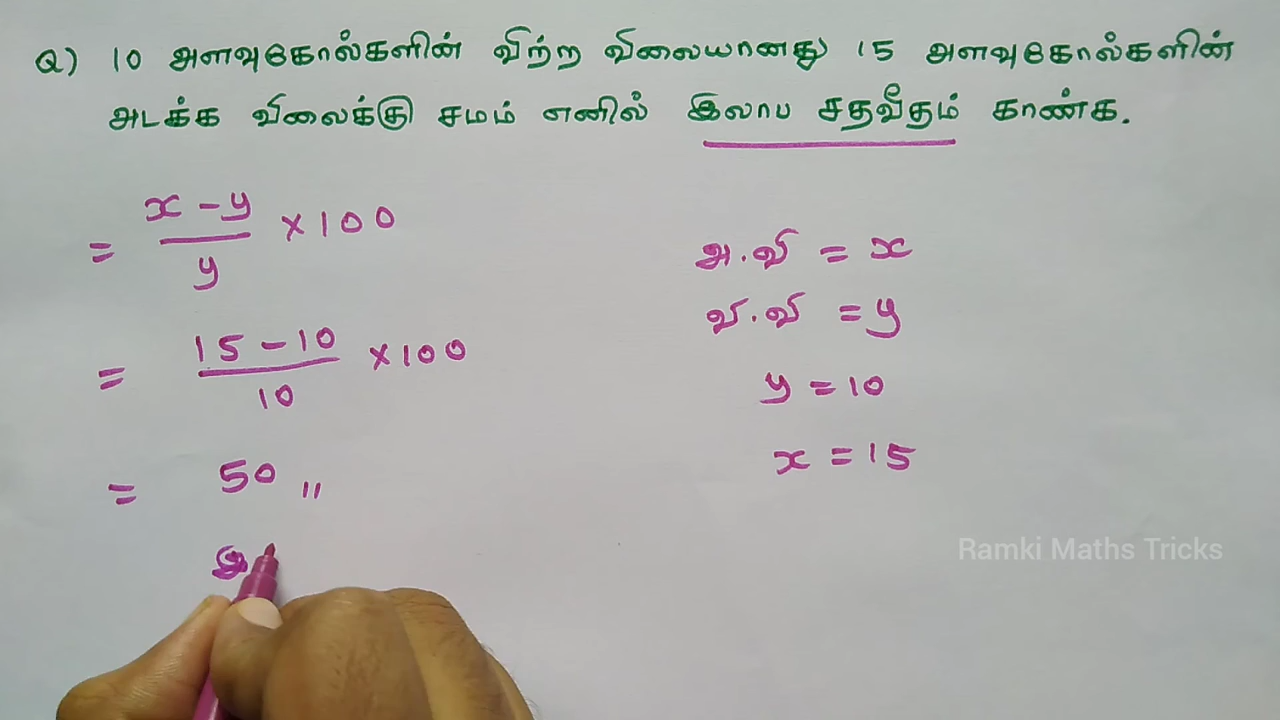 Q) 10 அளவுகோல்களின் விற்ற விலையானது 15 அளவுகோல்களின்
அடக்க விலைக்கு சமம் எனில் இலாப சதவீதம் காண்க.
= x - y / y × 100
= 15 - 10 / 10 × 100
= 50 ,,
இ
அ.வி = x
வி.வி = y
y = 10
x = 15
Ramki Maths Tricks